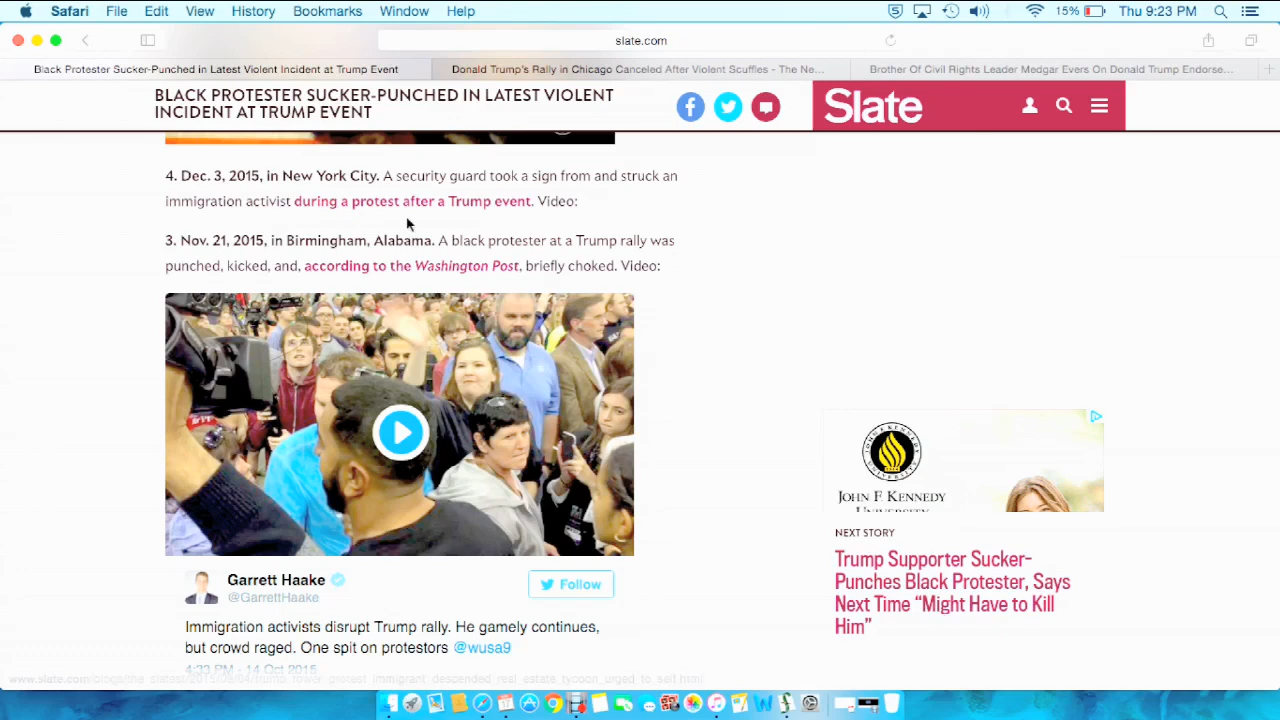 Safari File Edit View History Bookmarks Window Help 15% Thu 9:23 PM
slate.com
Black Protester Sucker-Punched in Latest Violent Incident at Trump Event
Donald Trump's Rally in Chicago Canceled After Violent Scuffles - The Ne...
Brother Of Civil Rights Leader Medgar Evers On Donald Trump Endorse...
BLACK PROTESTER SUCKER-PUNCHED IN LATEST VIOLENT
INCIDENT AT TRUMP EVENT
Slate
4. Dec. 3, 2015, in New York City. A security guard took a sign from and struck an
immigration activist during a protest after a Trump event. Video:
3. Nov. 21, 2015, in Birmingham, Alabama. A black protester at a Trump rally was
punched, kicked, and, according to the Washington Post, briefly choked. Video:
Garrett Haake
@GarrettHaake
Follow
Immigration activists disrupt Trump rally. He gamely continues,
but crowd raged. One spit on protestors @wusa9
4:33 PM - 14 Oct 2015
JOHN F KENNEDY
UNIVERSITY
NEXT STORY
Trump Supporter Sucker-
Punches Black Protester, Says
Next Time “Might Have to Kill
Him”